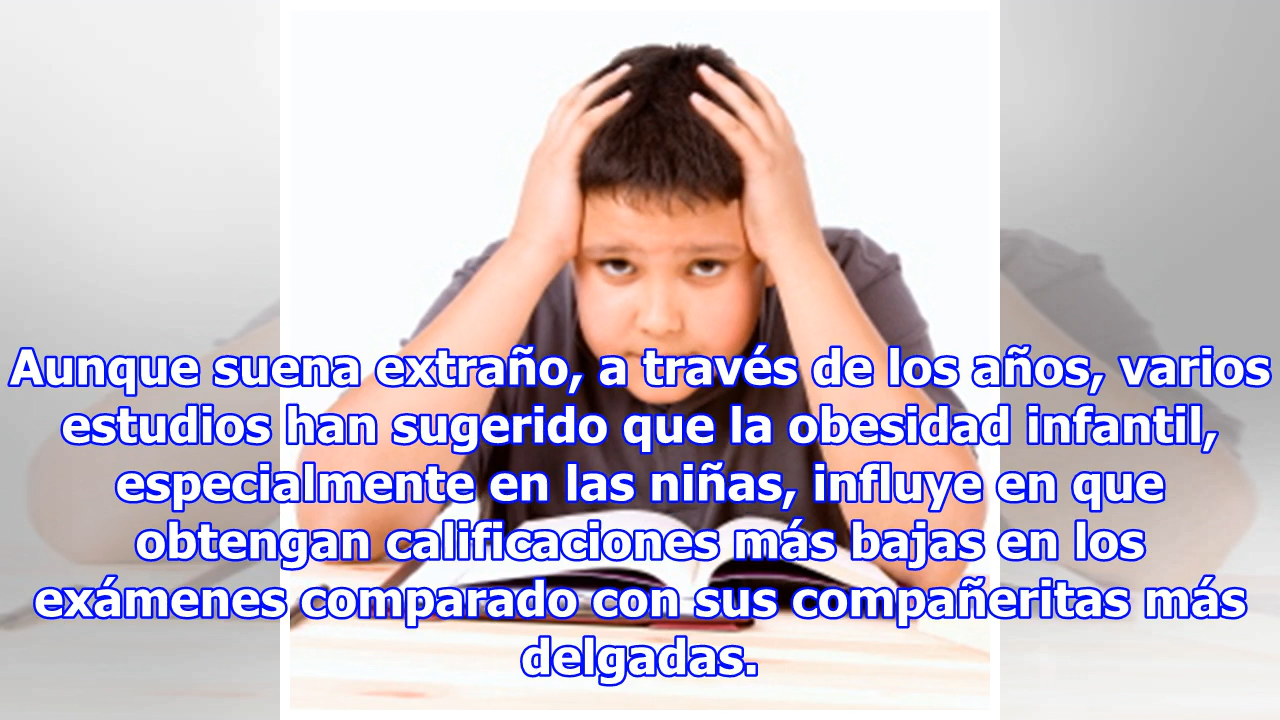 Aunque suena extraño, a través de los años, varios
estudios han sugerido que la obesidad infantil,
especialmente en las niñas, influye en que
obtengan calificaciones más bajas en los
exámenes comparado con sus compañeritas más
delgadas.